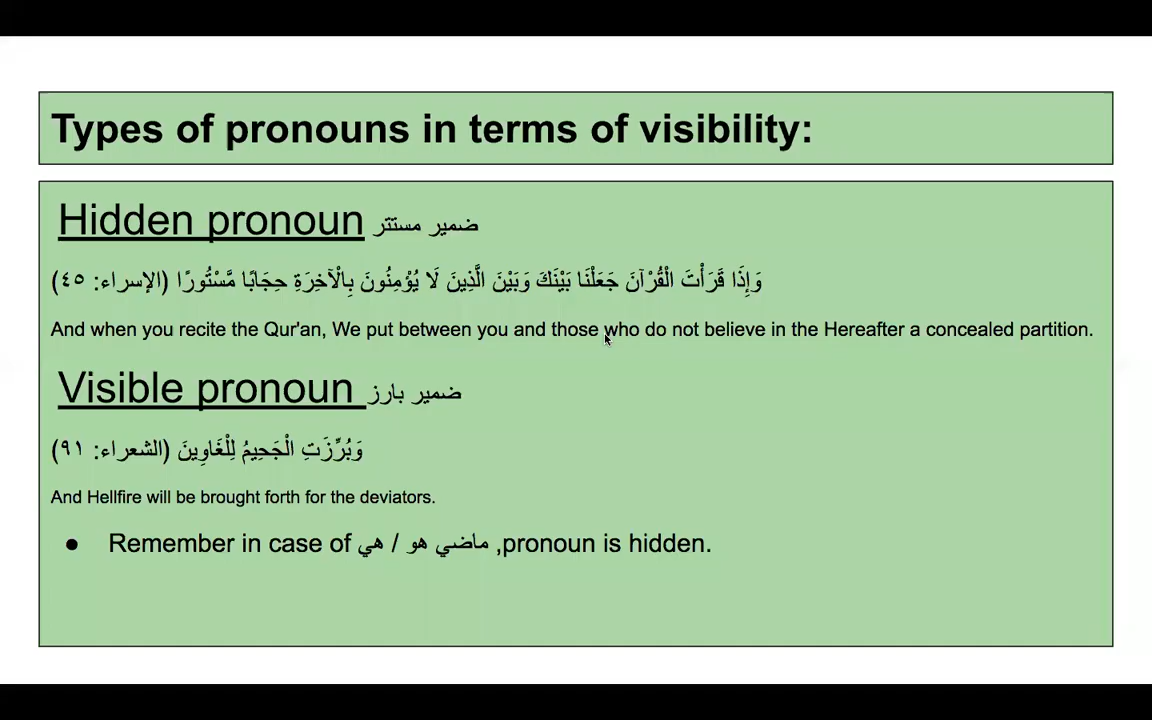 Types of pronouns in terms of visibility:
Hidden pronoun ضمير مستتر
وَإِذَا قَرَأْتَ الْقُرْآنَ جَعَلْنَا بَيْنَكَ وَبَيْنَ الَّذِينَ لَا يُؤْمِنُونَ بِالْآخِرَةِ حِجَابًا مَّسْتُورًا (الإسراء: ٤٥)
And when you recite the Qur'an, We put between you and those who do not believe in the Hereafter a concealed partition.
Visible pronoun ضمير بارز
وَبُرِّزَتِ الْجَحِيمُ لِلْغَاوِينَ (الشعراء: ٩١)
And Hellfire will be brought forth for the deviators.
● Remember in case of ماضي هو / هي ,pronoun is hidden.